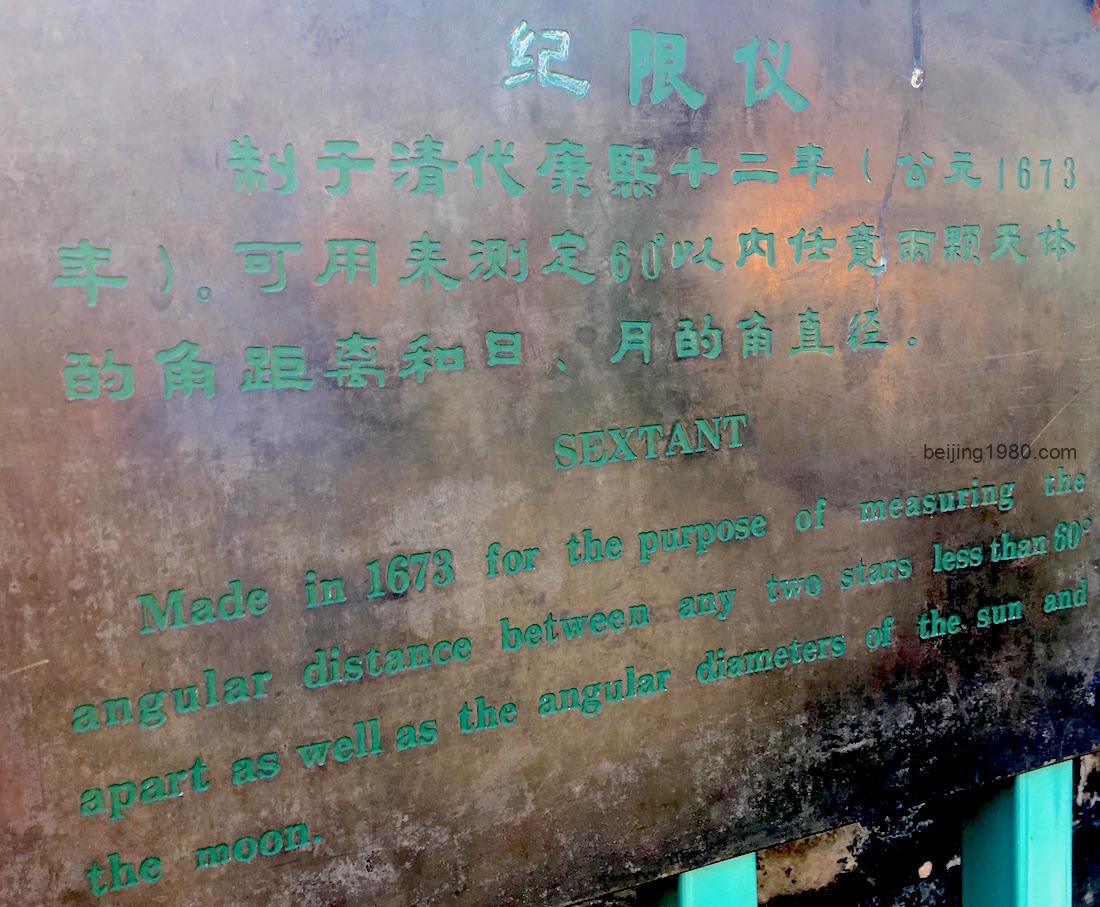 纪限仪
制于清代康熙十二年（公元1673
年）。可用来测定60°以内任意两颗天体
的角距离和日、月的角直径。
SEXTANT
beijing1980.com
Made in 1673 for the purpose of measuring the
angular distance between any two stars less than 60°
apart as well as the angular diameters of the sun and
the moon.